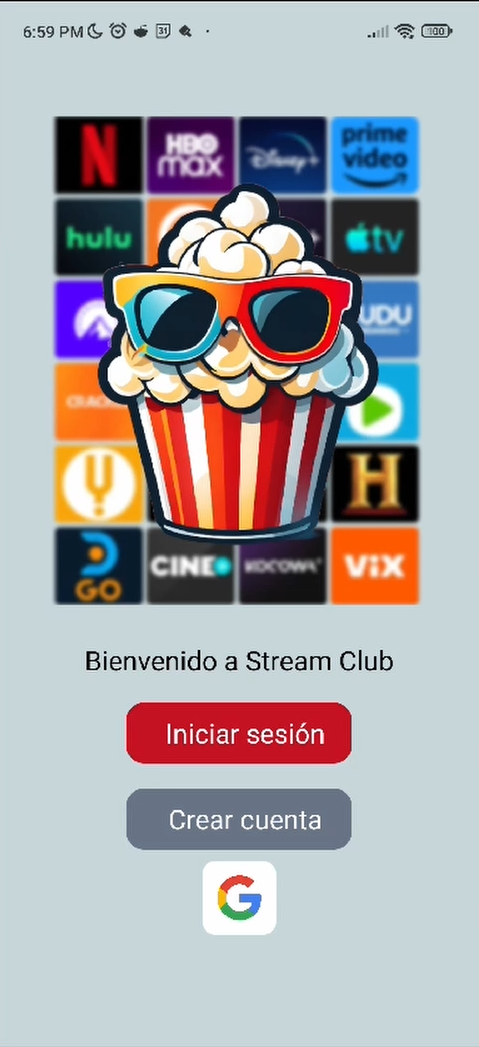 6:59 PM
31
100
N
HBO
max
Disney+
prime
video
hulu
tv
UDU
CRACK
H
GO
CINE
KOCOWA+
ViX
Bienvenido a Stream Club
Iniciar sesión
Crear cuenta
G